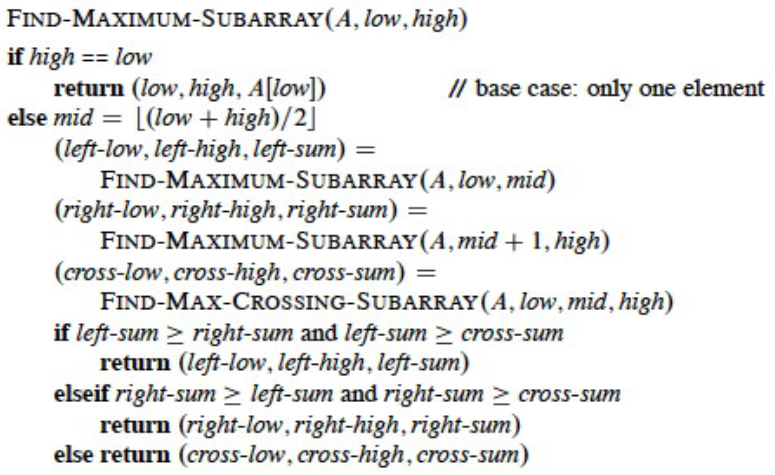 FIND-MAXIMUM-SUBARRAY(A, low, high)
if high == low
return (low, high, A[low]) // base case: only one element
else mid = ⌊(low + high)/2⌋
(left-low, left-high, left-sum) =
FIND-MAXIMUM-SUBARRAY(A, low, mid)
(right-low, right-high, right-sum) =
FIND-MAXIMUM-SUBARRAY(A, mid + 1, high)
(cross-low, cross-high, cross-sum) =
FIND-MAX-CROSSING-SUBARRAY(A, low, mid, high)
if left-sum ≥ right-sum and left-sum ≥ cross-sum
return (left-low, left-high, left-sum)
elseif right-sum ≥ left-sum and right-sum ≥ cross-sum
return (right-low, right-high, right-sum)
else return (cross-low, cross-high, cross-sum)